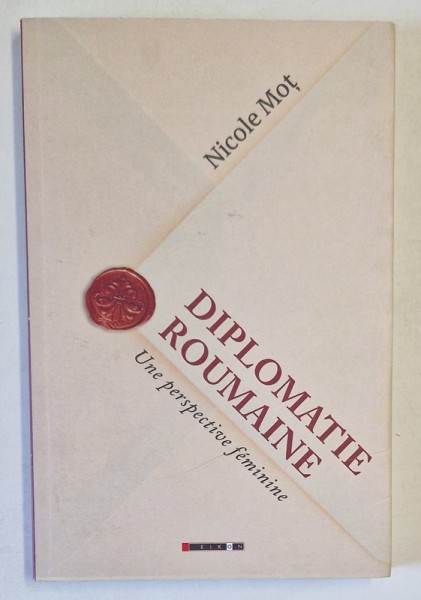 Nicole Moț
DIPLOMATIE
ROUMAINE
Une perspective féminine
EIKON